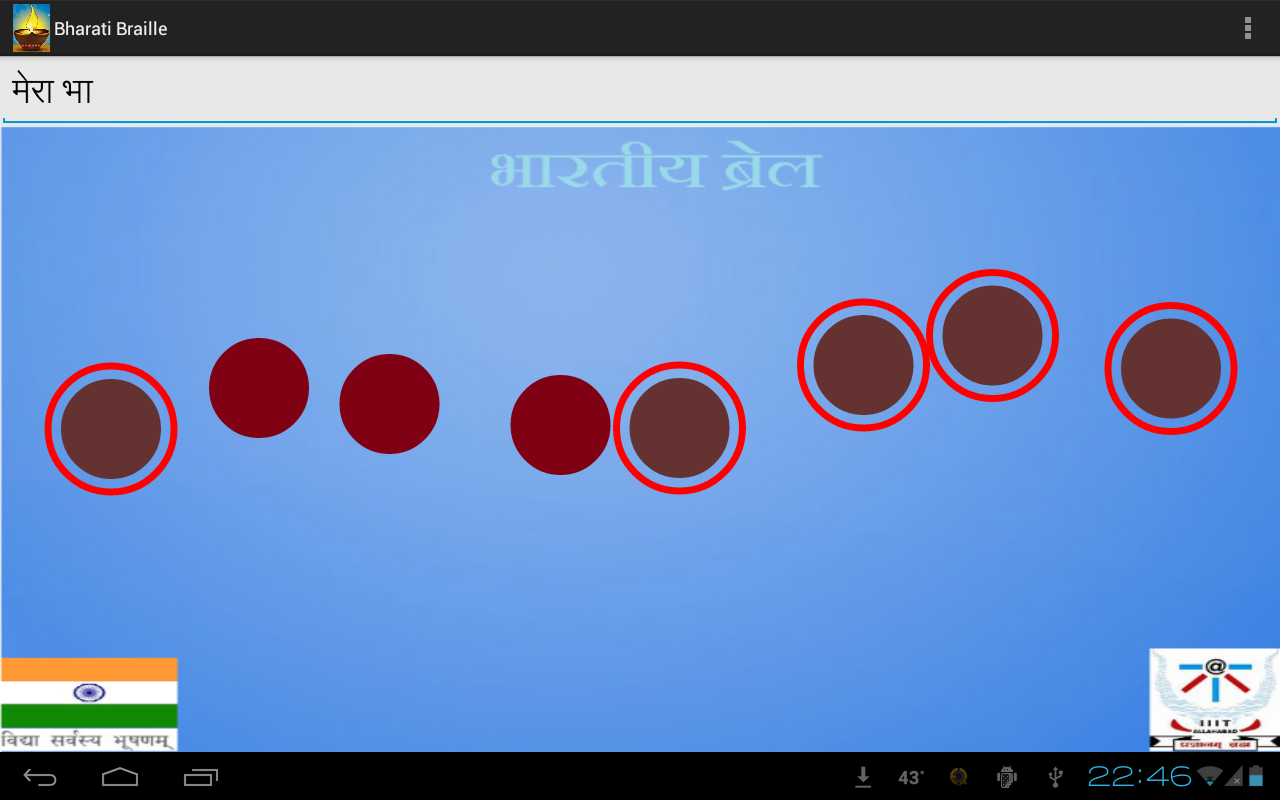 Bharati Braille
मेरा भा
भारतीय ब्रेल
विद्या सर्वस्य भूषणम्
@
IIIT
ALLAHABAD
43°
22:46